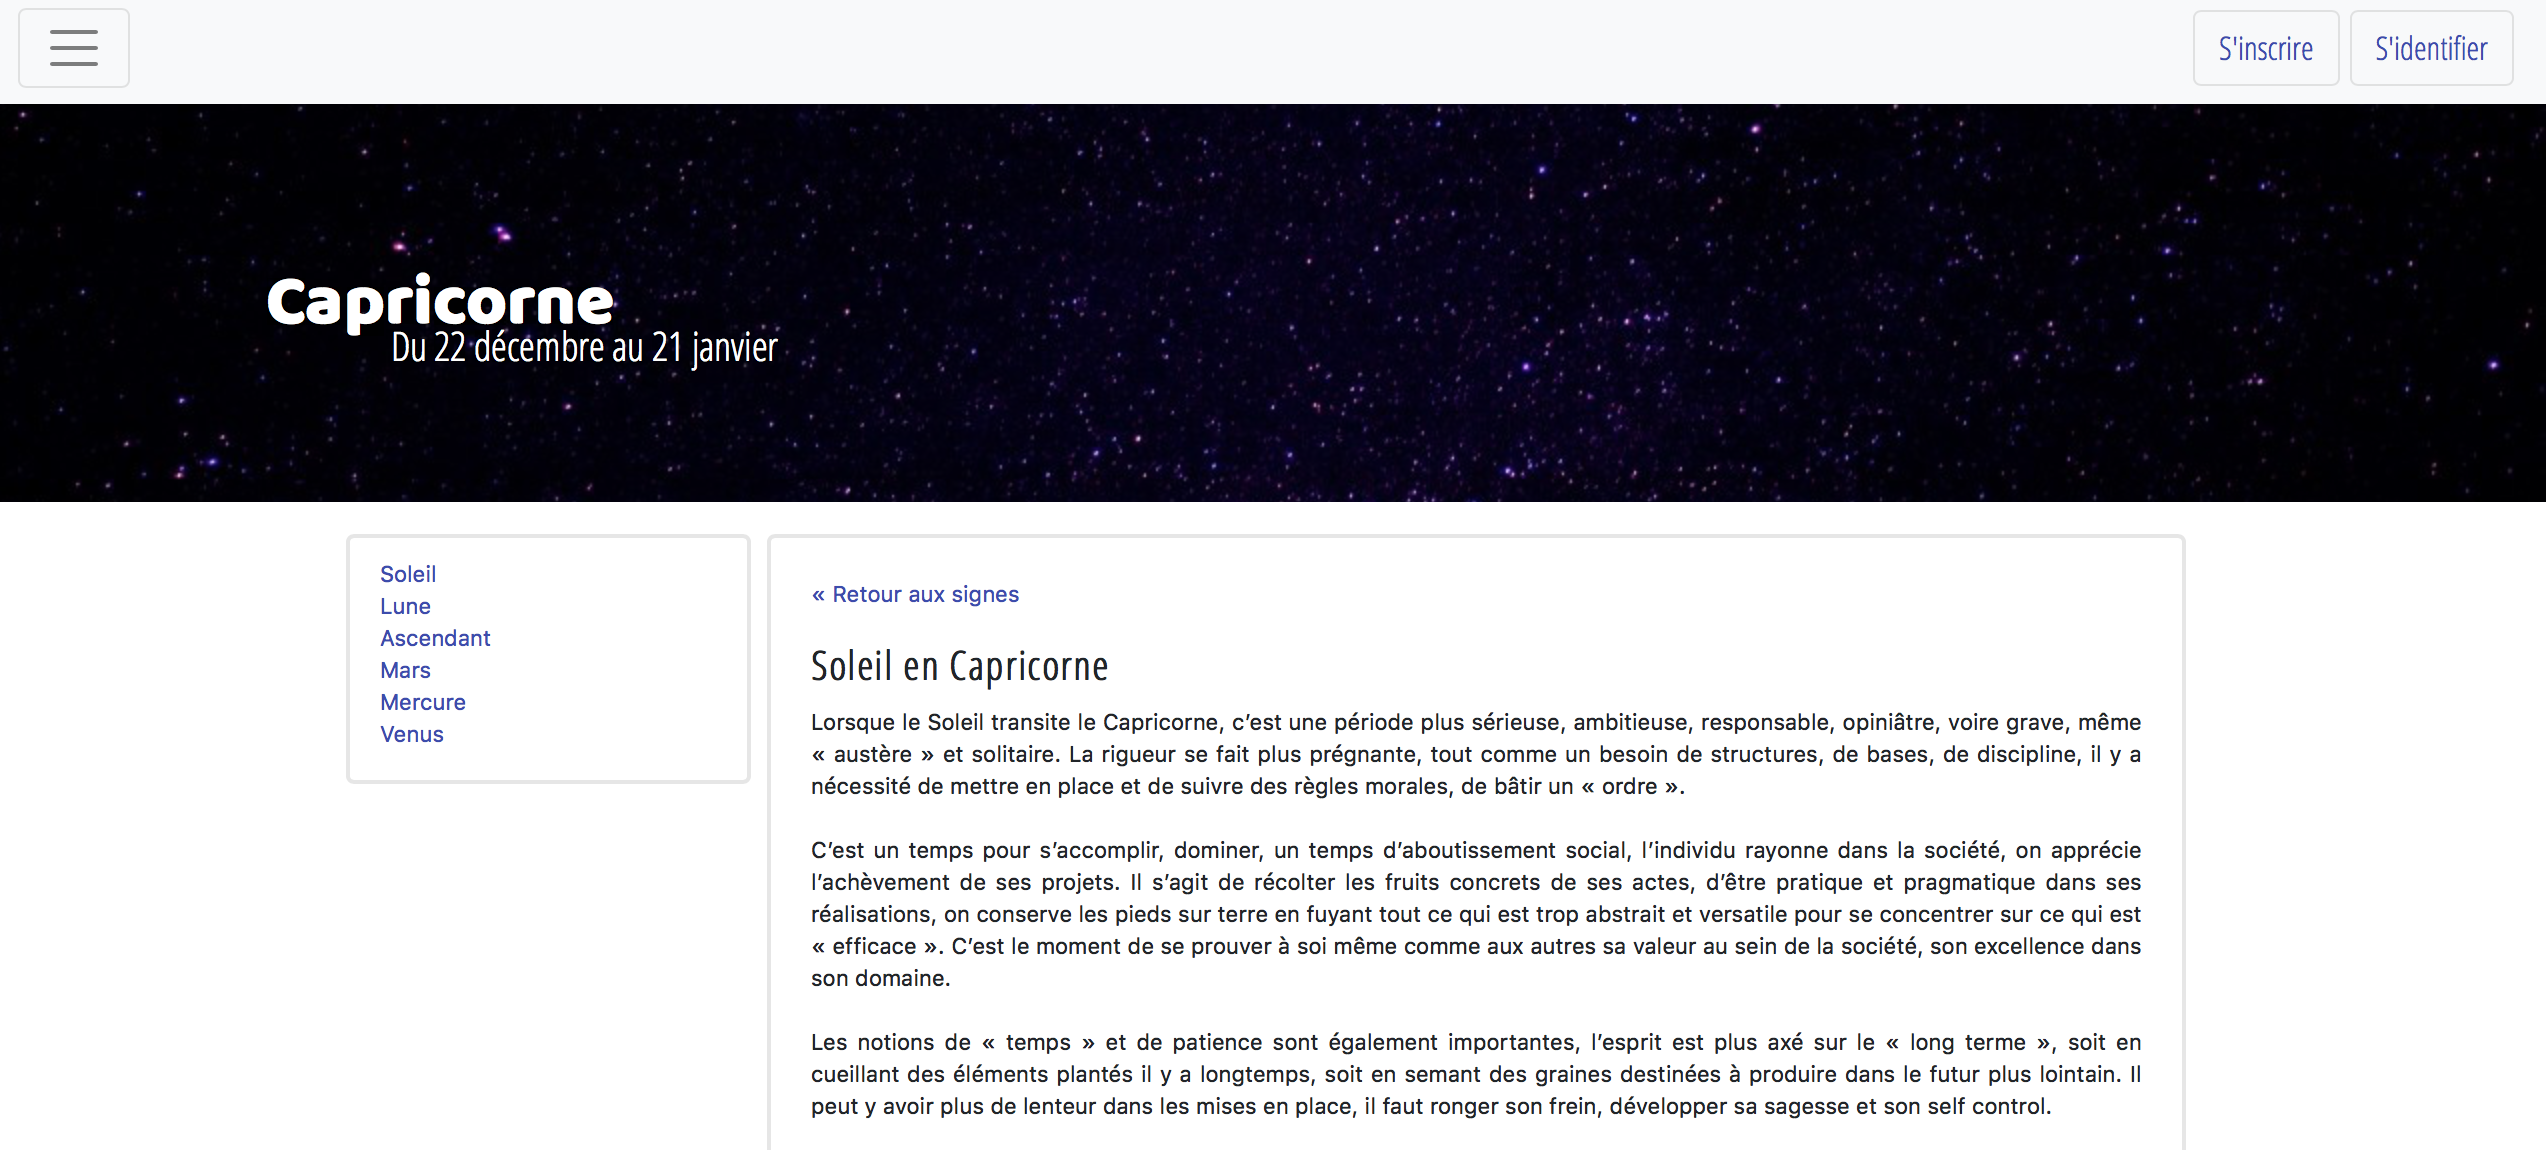 S'inscrire
S'identifier
Capricorne
Du 22 décembre au 21 janvier
Soleil
Lune
Ascendant
Mars
Mercure
Venus
« Retour aux signes
Soleil en Capricorne
Lorsque le Soleil transite le Capricorne, c’est une période plus sérieuse, ambitieuse, responsable, opiniâtre, voire grave, même
« austère » et solitaire. La rigueur se fait plus prégnante, tout comme un besoin de structures, de bases, de discipline, il y a
nécessité de mettre en place et de suivre des règles morales, de bâtir un « ordre ».
C’est un temps pour s’accomplir, dominer, un temps d’aboutissement social, l’individu rayonne dans la société, on apprécie
l’achèvement de ses projets. Il s’agit de récolter les fruits concrets de ses actes, d’être pratique et pragmatique dans ses
réalisations, on conserve les pieds sur terre en fuyant tout ce qui est trop abstrait et versatile pour se concentrer sur ce qui est
« efficace ». C’est le moment de se prouver à soi même comme aux autres sa valeur au sein de la société, son excellence dans
son domaine.
Les notions de « temps » et de patience sont également importantes, l’esprit est plus axé sur le « long terme », soit en
cueillant des éléments plantés il y a longtemps, soit en semant des graines destinées à produire dans le futur plus lointain. Il
peut y avoir plus de lenteur dans les mises en place, il faut ronger son frein, développer sa sagesse et son self control.